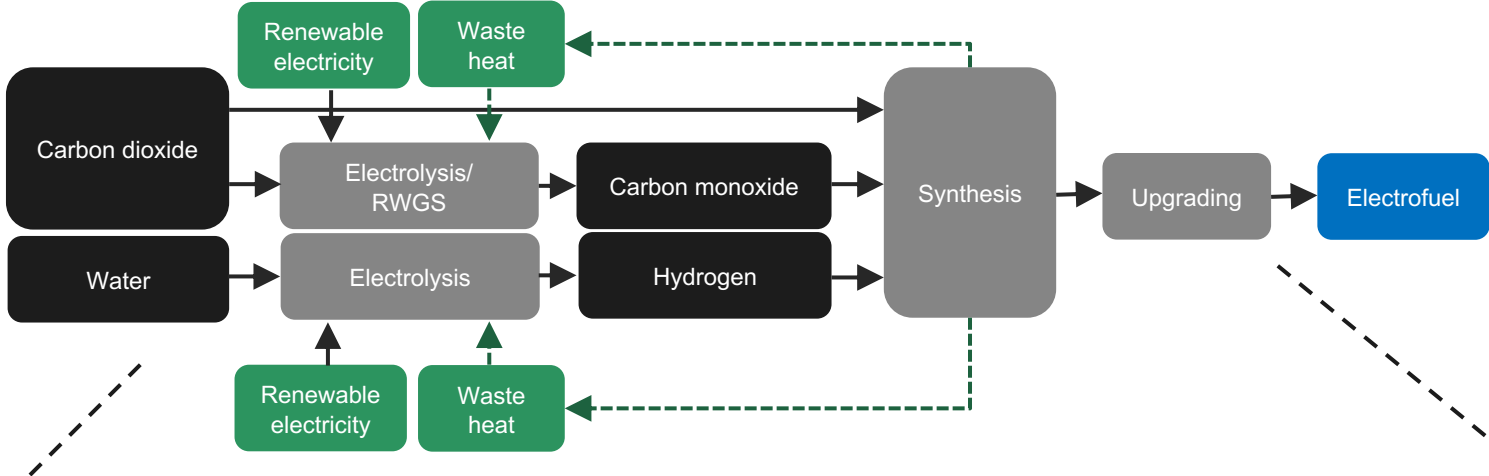 Renewable
electricity
Waste
heat
Carbon dioxide
Electrolysis/
RWGS
Carbon monoxide
Synthesis
Upgrading
Electrofuel
Water
Electrolysis
Hydrogen
Renewable
electricity
Waste
heat